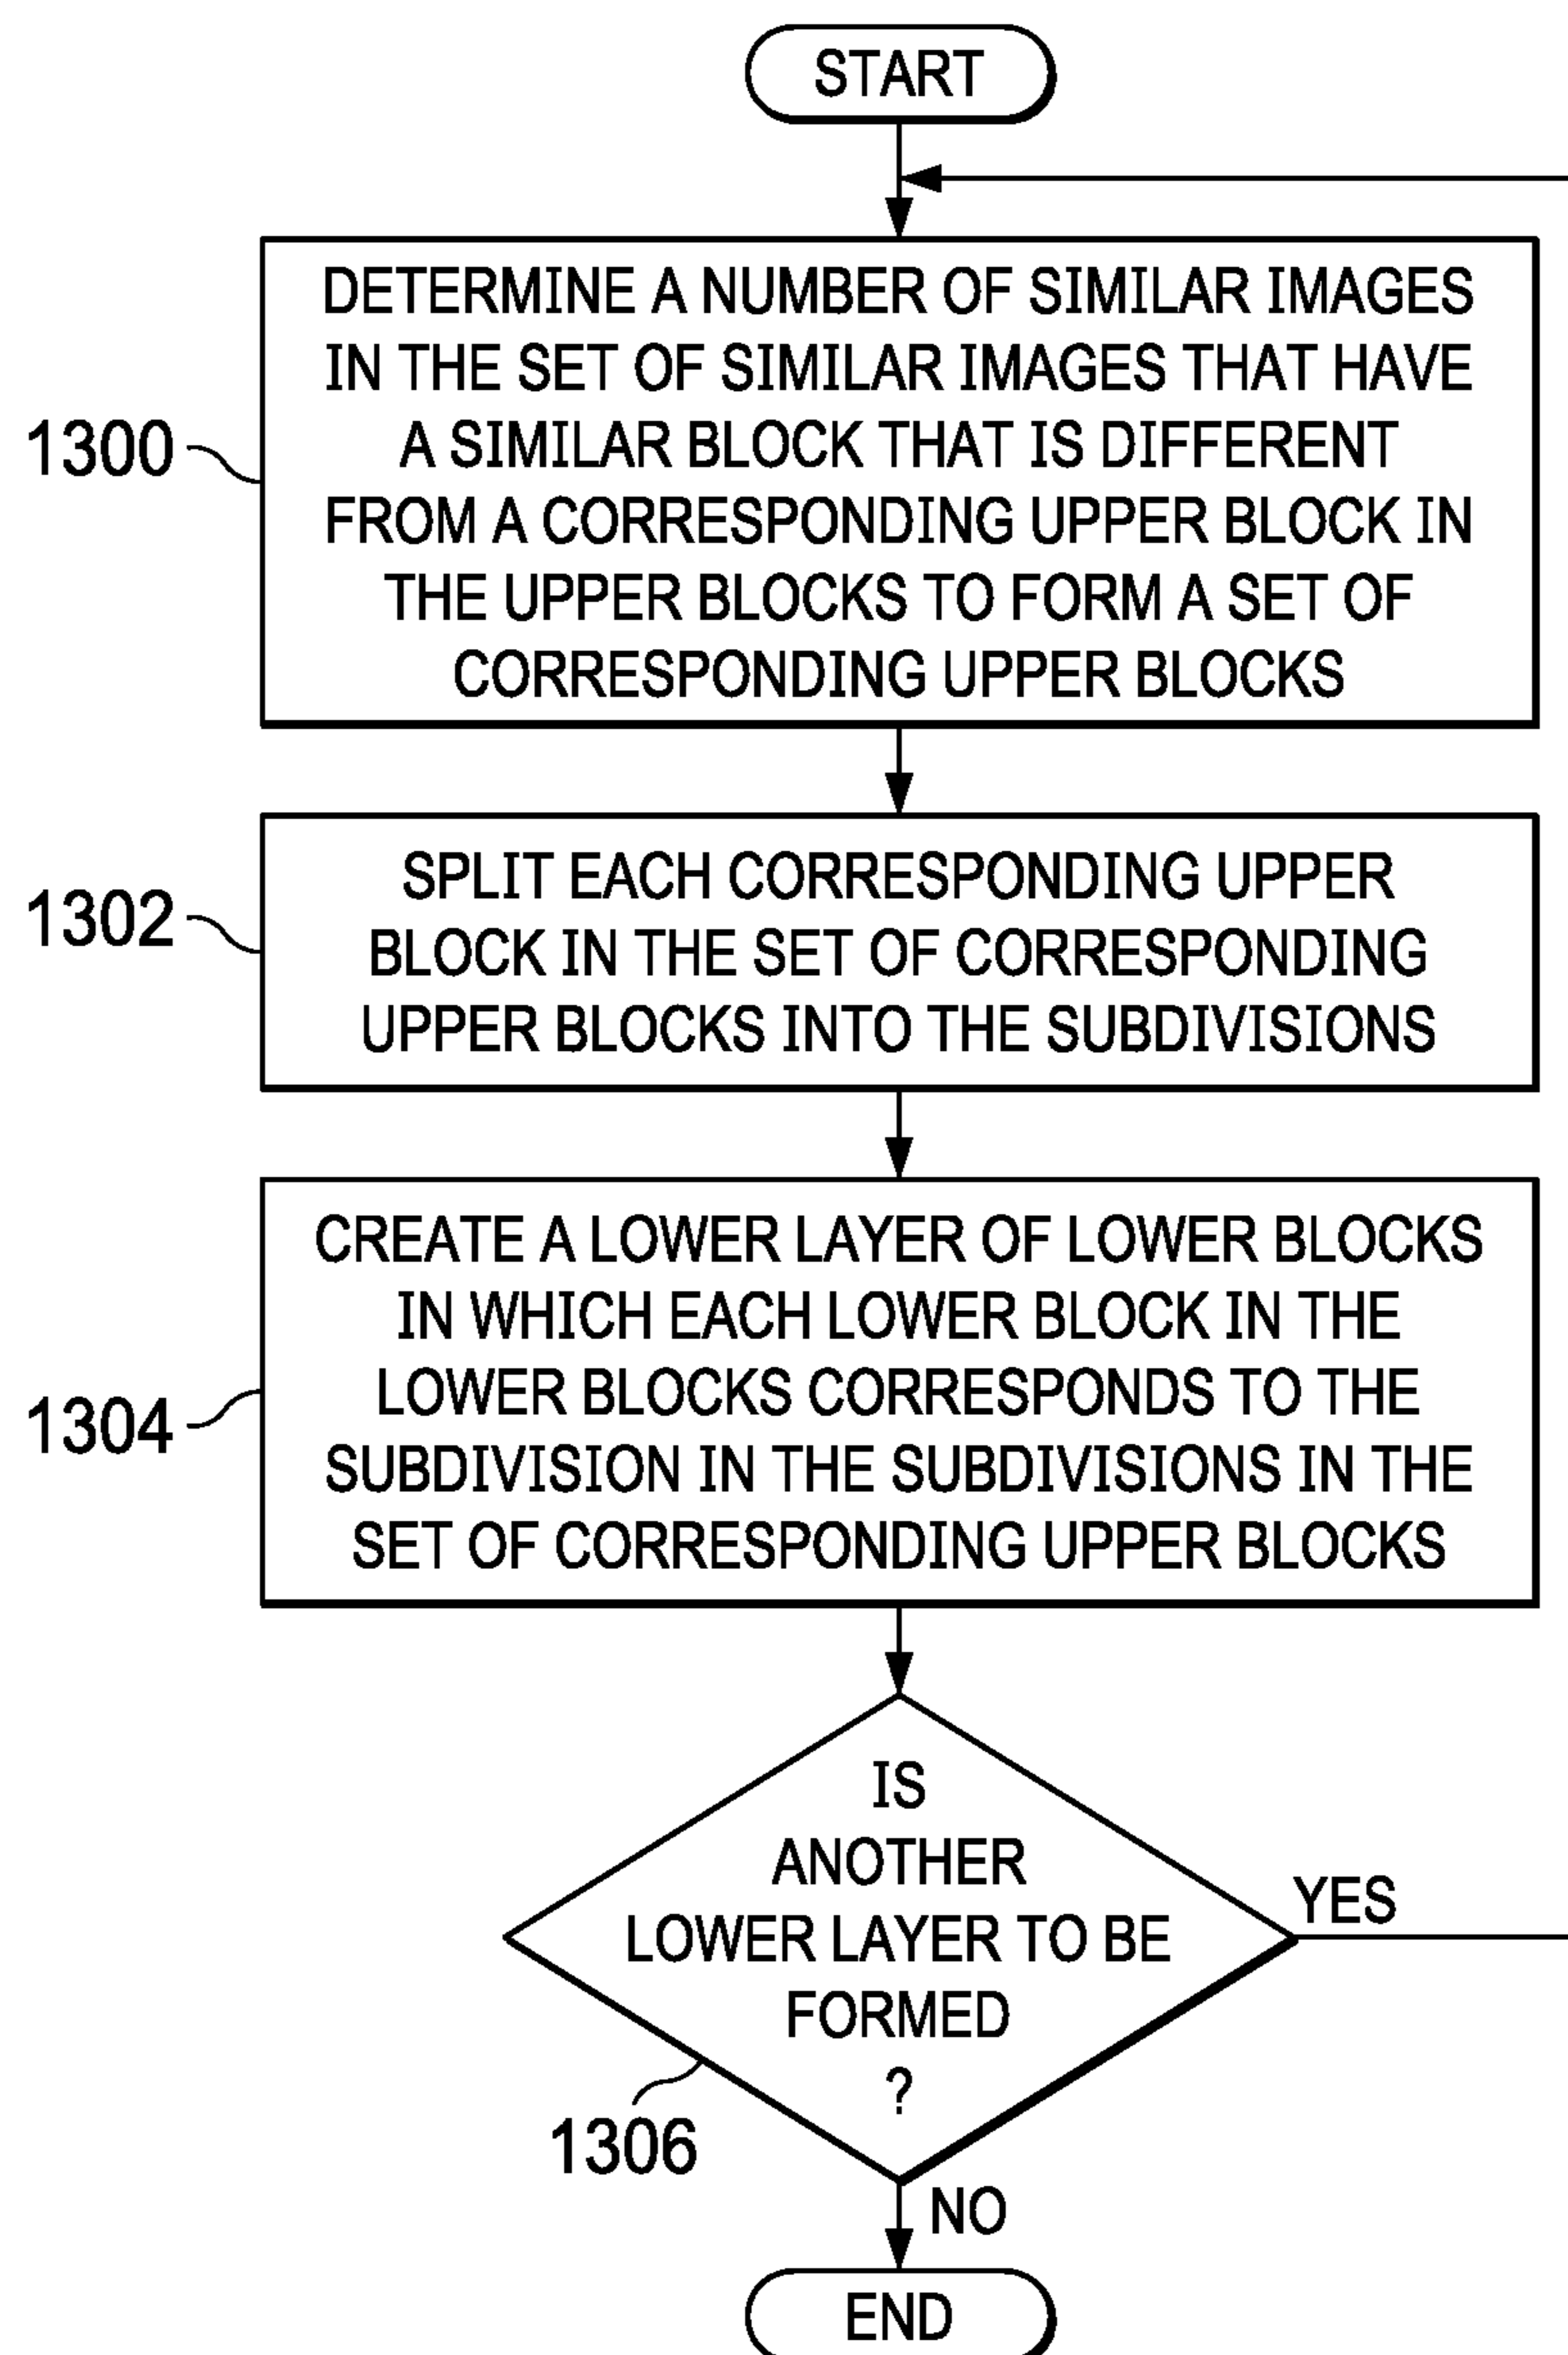 START
DETERMINE A NUMBER OF SIMILAR IMAGES
IN THE SET OF SIMILAR IMAGES THAT HAVE
A SIMILAR BLOCK THAT IS DIFFERENT
FROM A CORRESPONDING UPPER BLOCK IN
THE UPPER BLOCKS TO FORM A SET OF
CORRESPONDING UPPER BLOCKS
1300
SPLIT EACH CORRESPONDING UPPER
BLOCK IN THE SET OF CORRESPONDING
UPPER BLOCKS INTO THE SUBDIVISIONS
1302
CREATE A LOWER LAYER OF LOWER BLOCKS
IN WHICH EACH LOWER BLOCK IN THE
LOWER BLOCKS CORRESPONDS TO THE
SUBDIVISION IN THE SUBDIVISIONS IN THE
SET OF CORRESPONDING UPPER BLOCKS
1304
IS
ANOTHER
LOWER LAYER TO BE
FORMED
?
YES
1306
NO
END